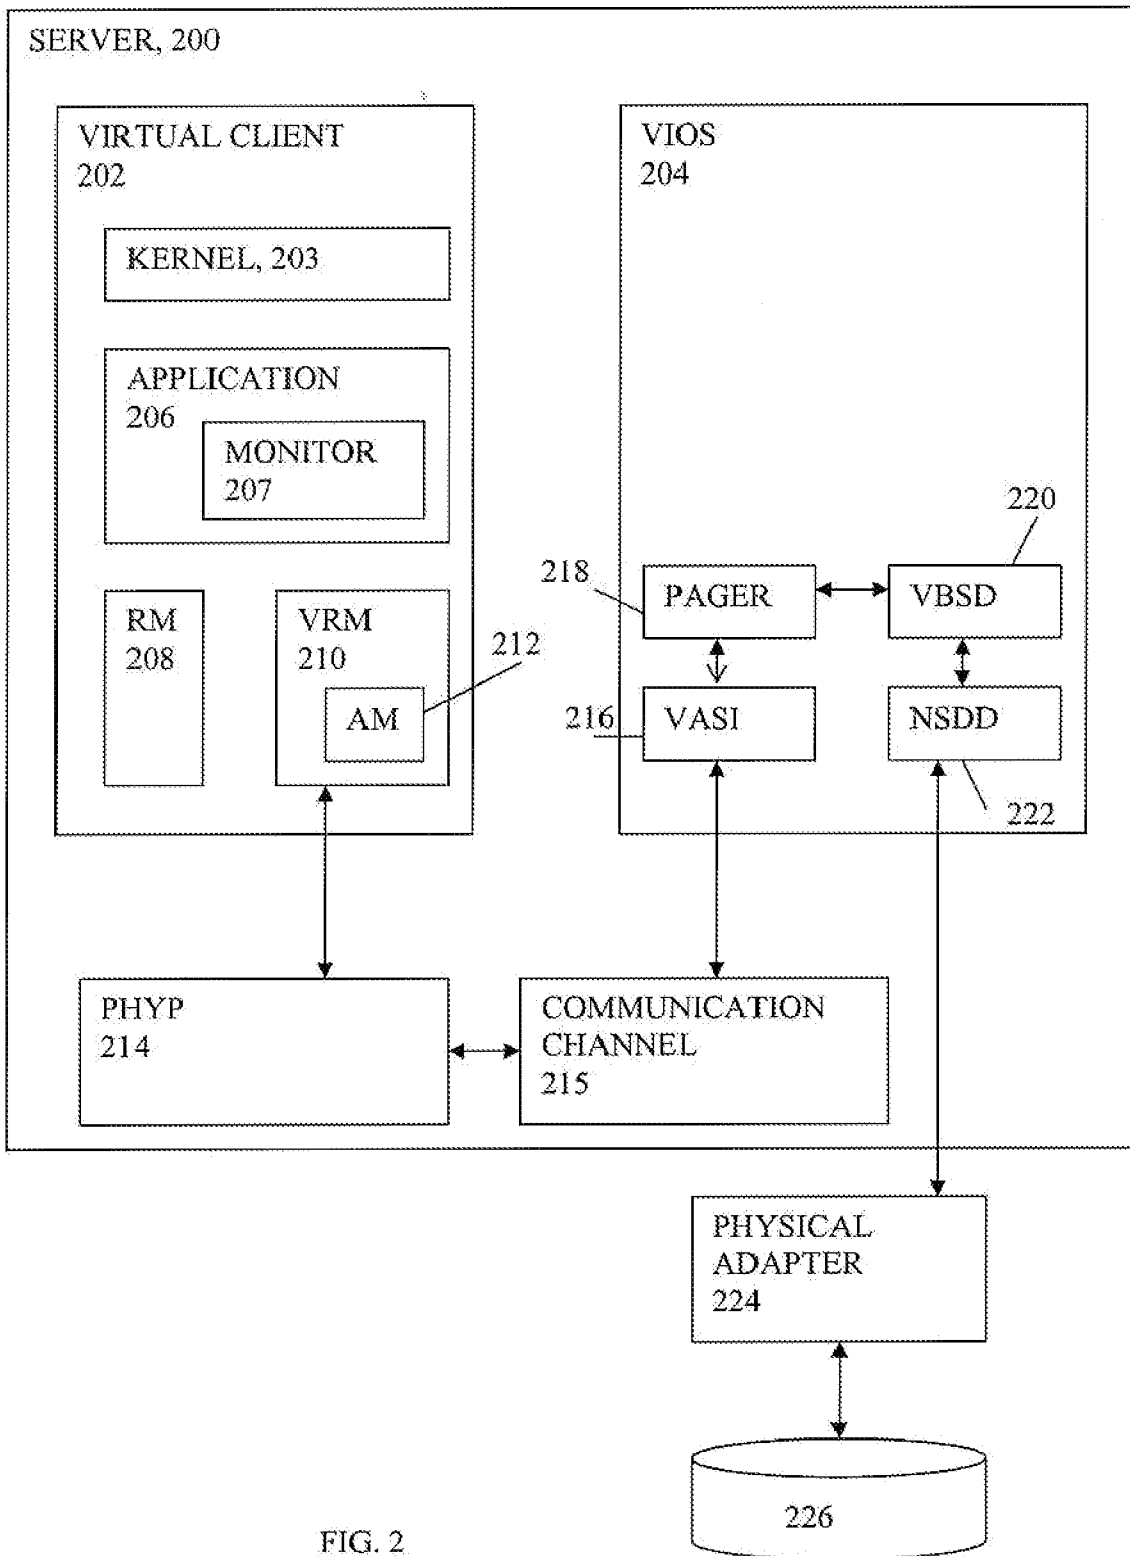 SERVER, 200
VIRTUAL CLIENT
202
KERNEL, 203
APPLICATION
206
MONITOR
207
RM
208
VRM
210
212
AM
VIOS
204
220
218
PAGER
VBSD
216
VASI
NSDD
222
PHYP
214
COMMUNICATION
CHANNEL
215
PHYSICAL
ADAPTER
224
226
FIG. 2